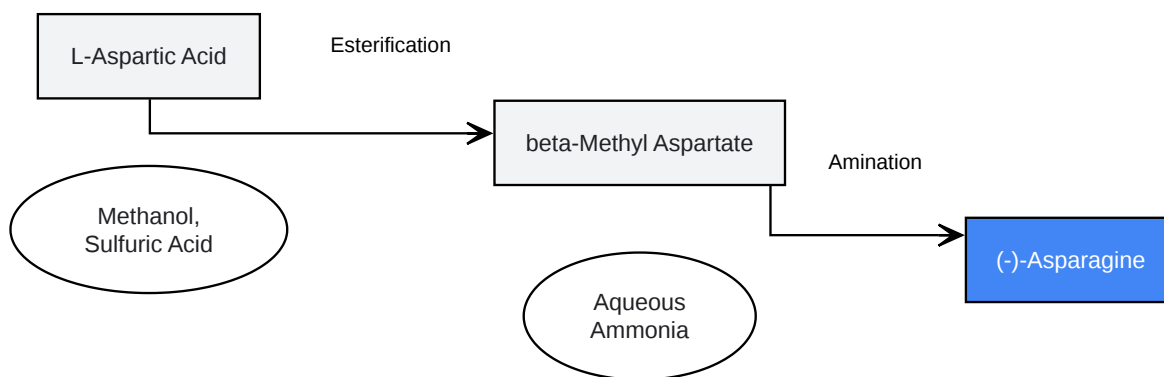 L-Aspartic Acid
Esterification
beta-Methyl Aspartate
Amination
Methanol,
Sulfuric Acid
(-)-Asparagine
Aqueous
Ammonia